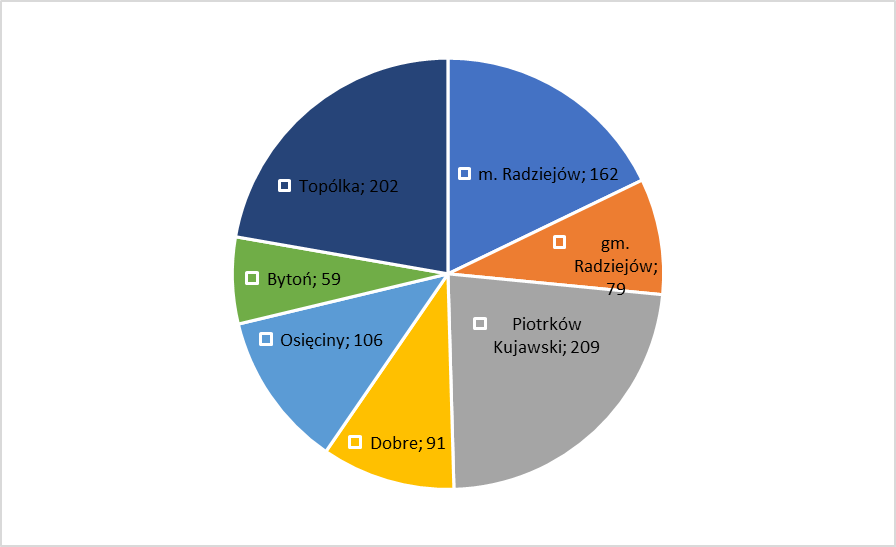 Topólka; 202
m. Radziejów; 162
gm.
Radziejów;
79
Bytoń; 59
Piotrków
Kujawski; 209
Osięciny; 106
Dobre; 91